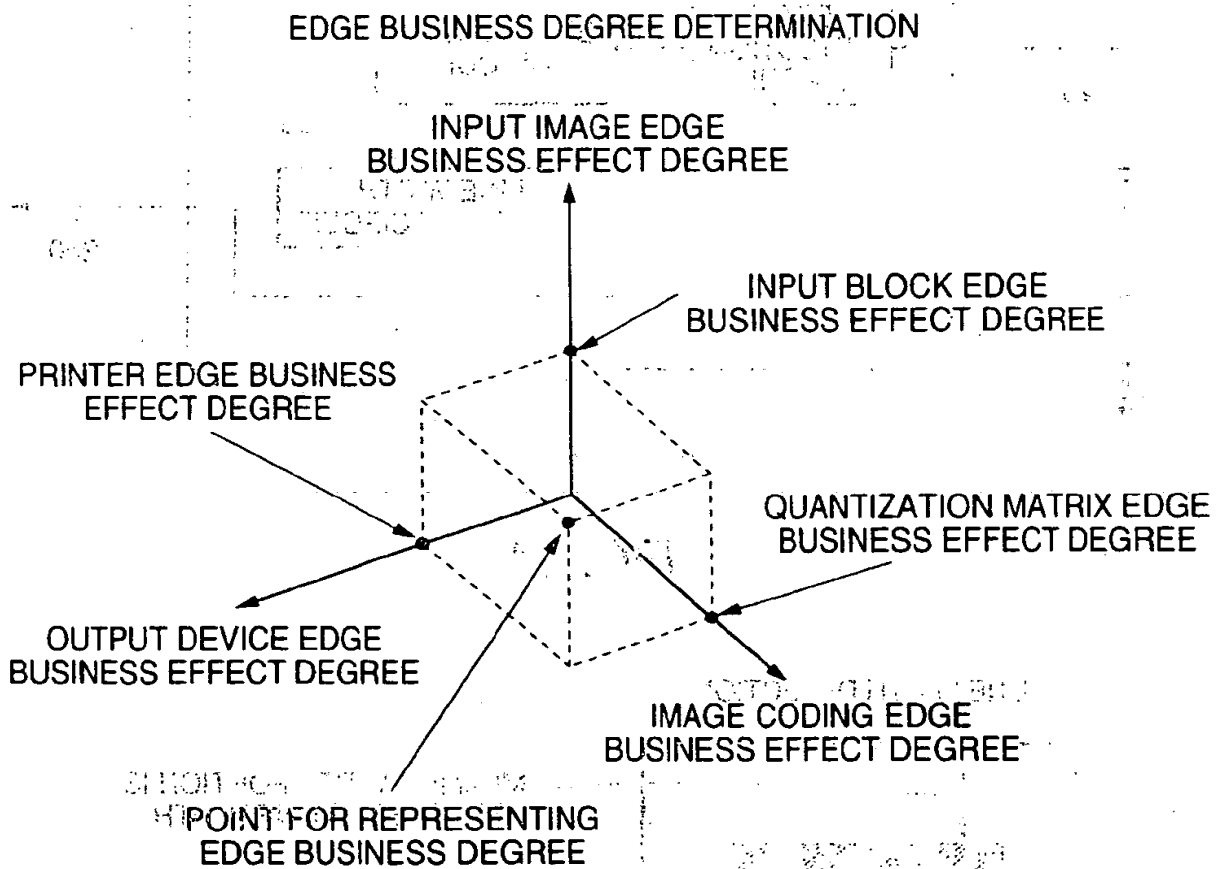 EDGE BUSINESS DEGREE DETERMINATION
INPUT IMAGE EDGE
BUSINESS EFFECT DEGREE
INPUT BLOCK EDGE
BUSINESS EFFECT DEGREE
PRINTER EDGE BUSINESS
EFFECT DEGREE
QUANTIZATION MATRIX EDGE
BUSINESS EFFECT DEGREE
OUTPUT DEVICE EDGE
BUSINESS EFFECT DEGREE
IMAGE CODING EDGE
BUSINESS EFFECT DEGREE
POINT FOR REPRESENTING
EDGE BUSINESS DEGREE